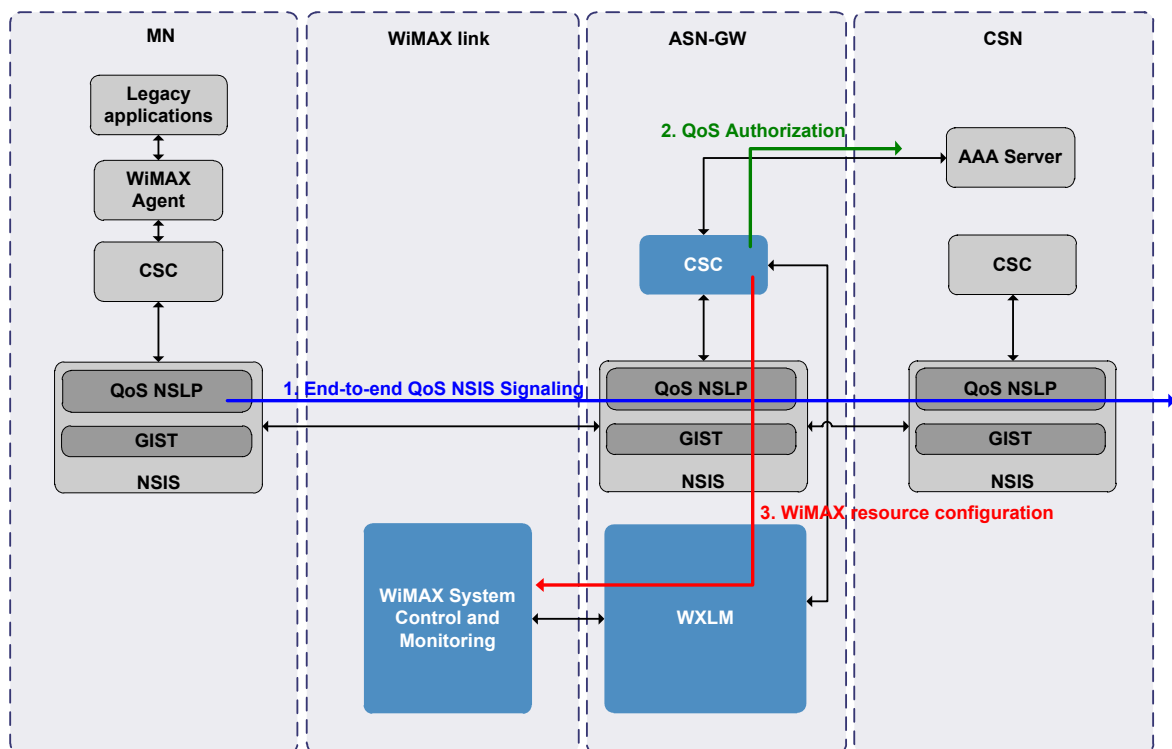 MN
WiMAX link
ASN-GW
CSN
Legacy
applications
2. QoS Authorization
AAA Server
WiMAX
Agent
CSC
CSC
CSC
QoS NSLP
1. End-to-end QoS NSIS Signaling
QoS NSLP
QoS NSLP
GIST
GIST
GIST
NSIS
NSIS
NSIS
3. WiMAX resource configuration
WiMAX System
Control and
Monitoring
WXLM